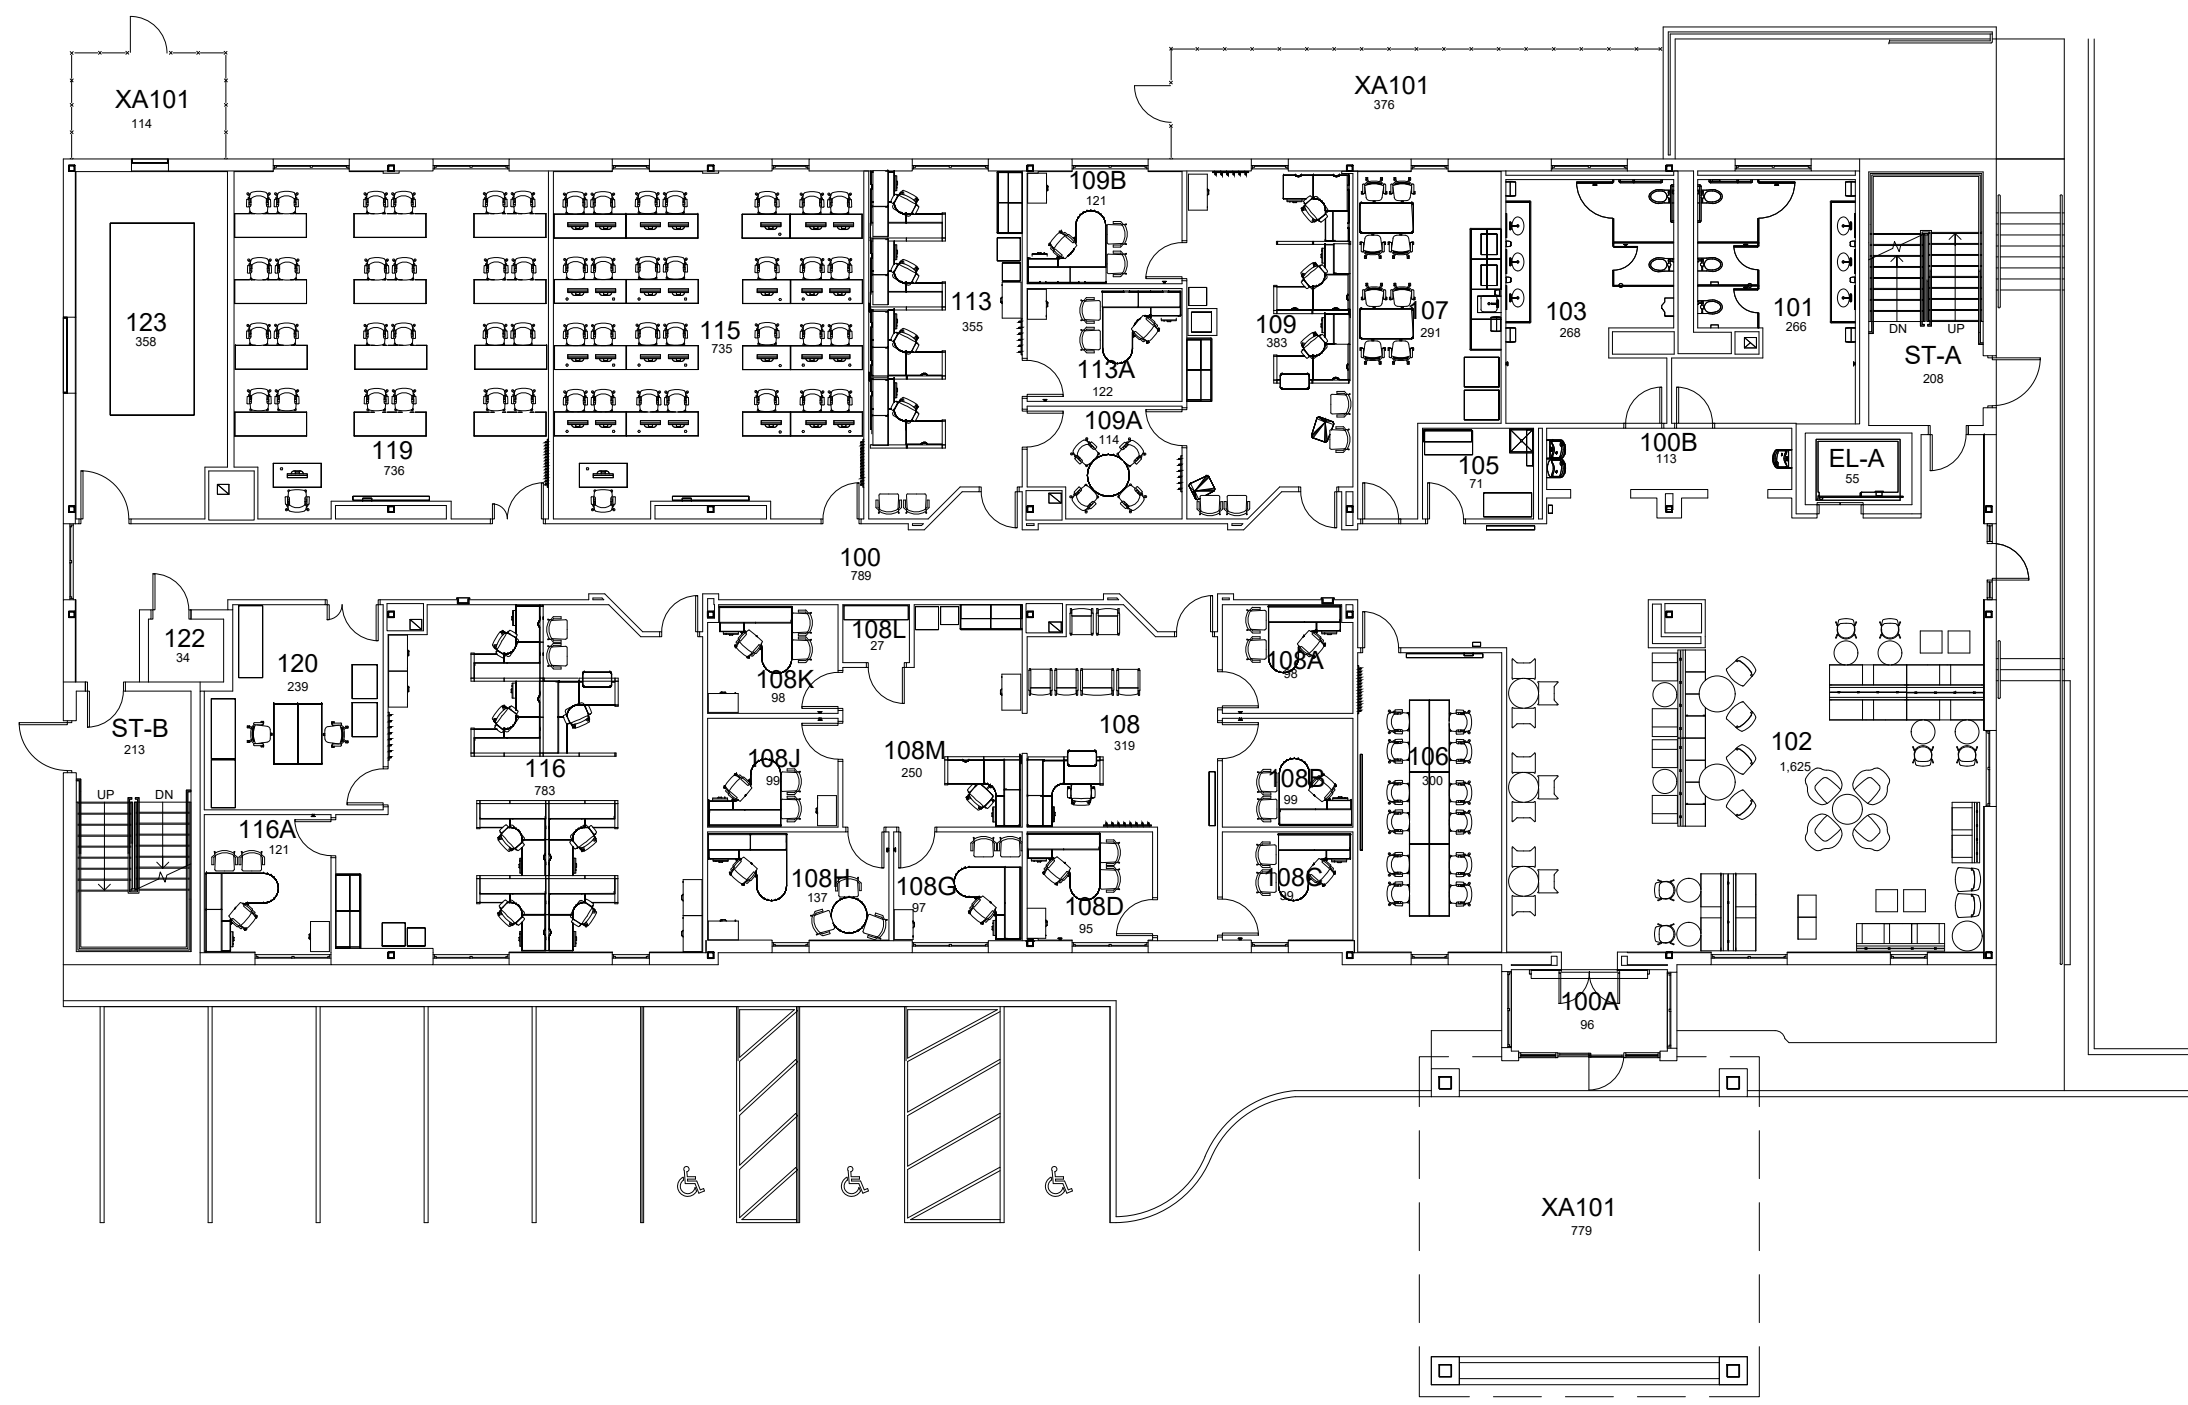 XA101
114
XA101
376
123
358
119
736
115
735
113
355
109B
121
113A
122
109A
114
109
383
107
291
103
268
101
266
DN
UP
ST-A
208
105
71
100B
113
EL-A
55
100
789
122
34
120
239
ST-B
213
UP
DN
116A
121
116
783
108K
98
108L
27
108J
99
108M
250
108
319
108A
98
108B
99
108C
99
108H
137
108G
97
108D
95
106
300
102
1,625
100A
96
XA101
779